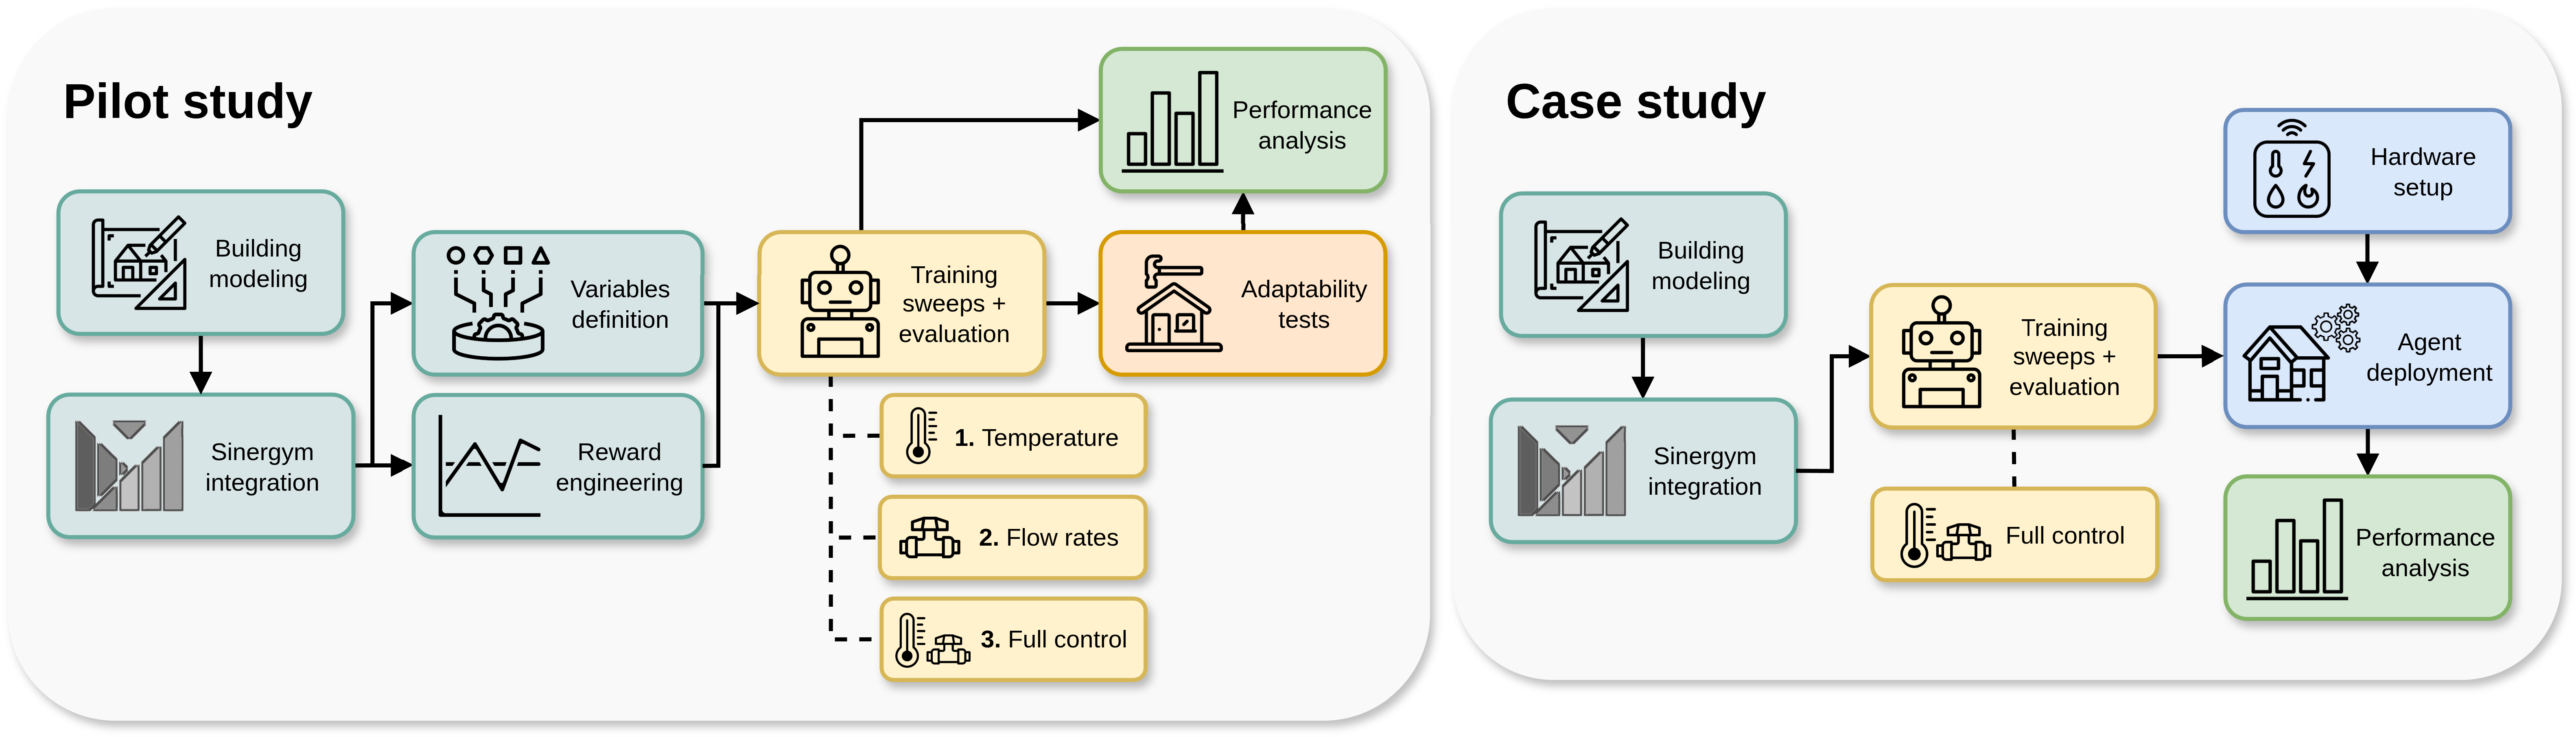 Pilot study
Building
modeling
Sinergym
integration
Variables
definition
Reward
engineering
Training
sweeps +
evaluation
1. Temperature
2. Flow rates
3. Full control
Performance
analysis
Adaptability
tests
Case study
Building
modeling
Sinergym
integration
Training
sweeps +
evaluation
Full control
Hardware
setup
Agent
deployment
Performance
analysis